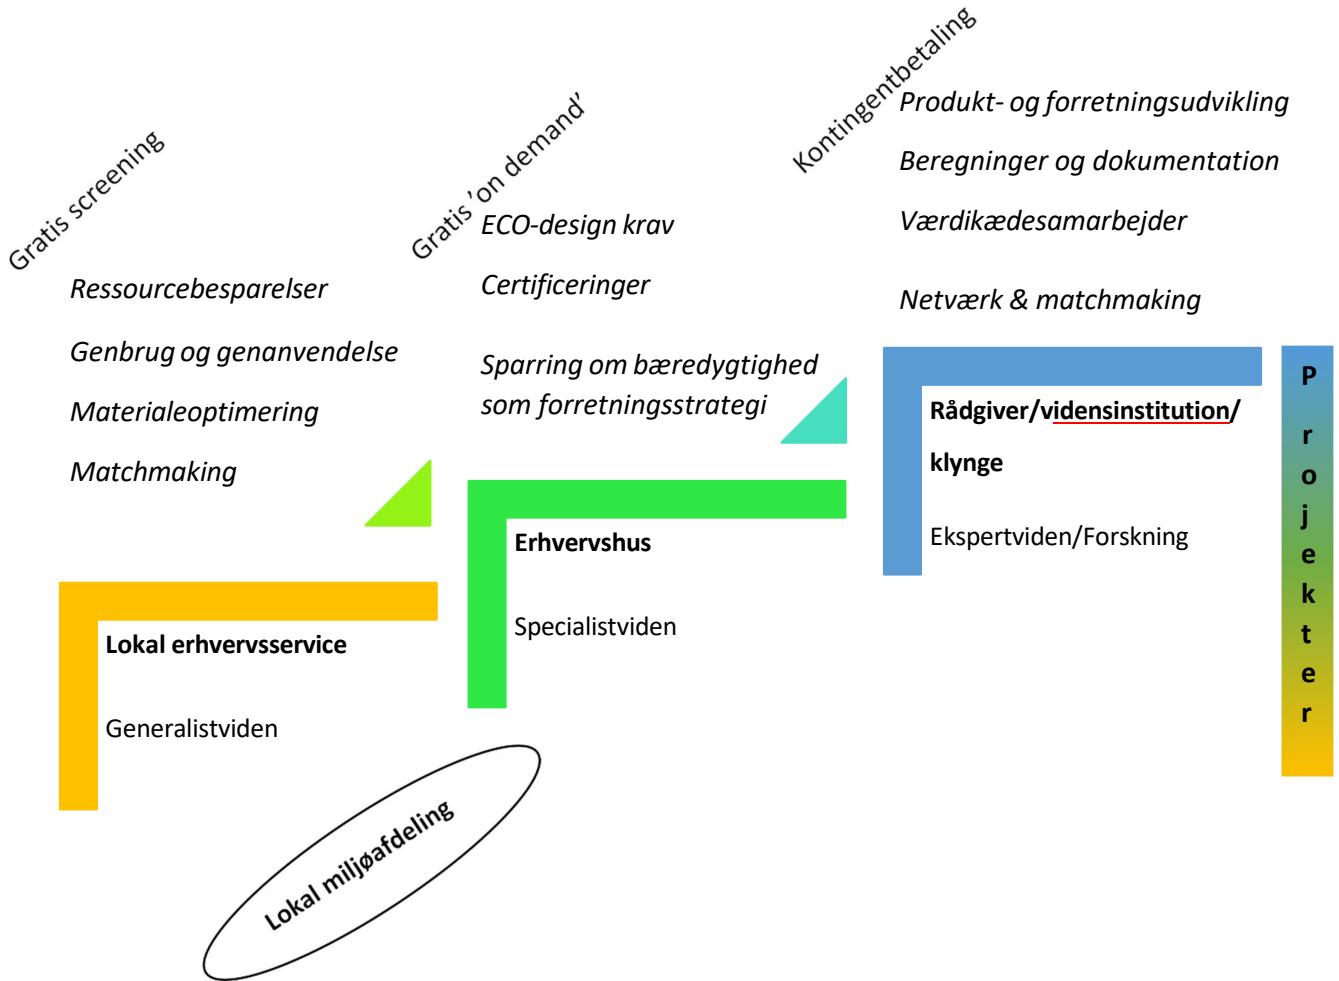 Gratis screening
Ressourcebesparelser
Genbrug og genanvendelse
Materialeoptimering
Matchmaking
Lokal erhvervsservice
Generalistviden
Gratis 'on demand'
ECO-design krav
Certificeringer
Sparring om bæredygtighed
som forretningsstrategi
Erhvervshus
Specialistviden
Kontingentbetaling
Produkt- og forretningsudvikling
Beregninger og dokumentation
Værdikædesamarbejder
Netværk & matchmaking
Rådgiver/vidensinstitution/
klynge
Ekspertviden/Forskning
Projekter
Lokal miljøafdeling